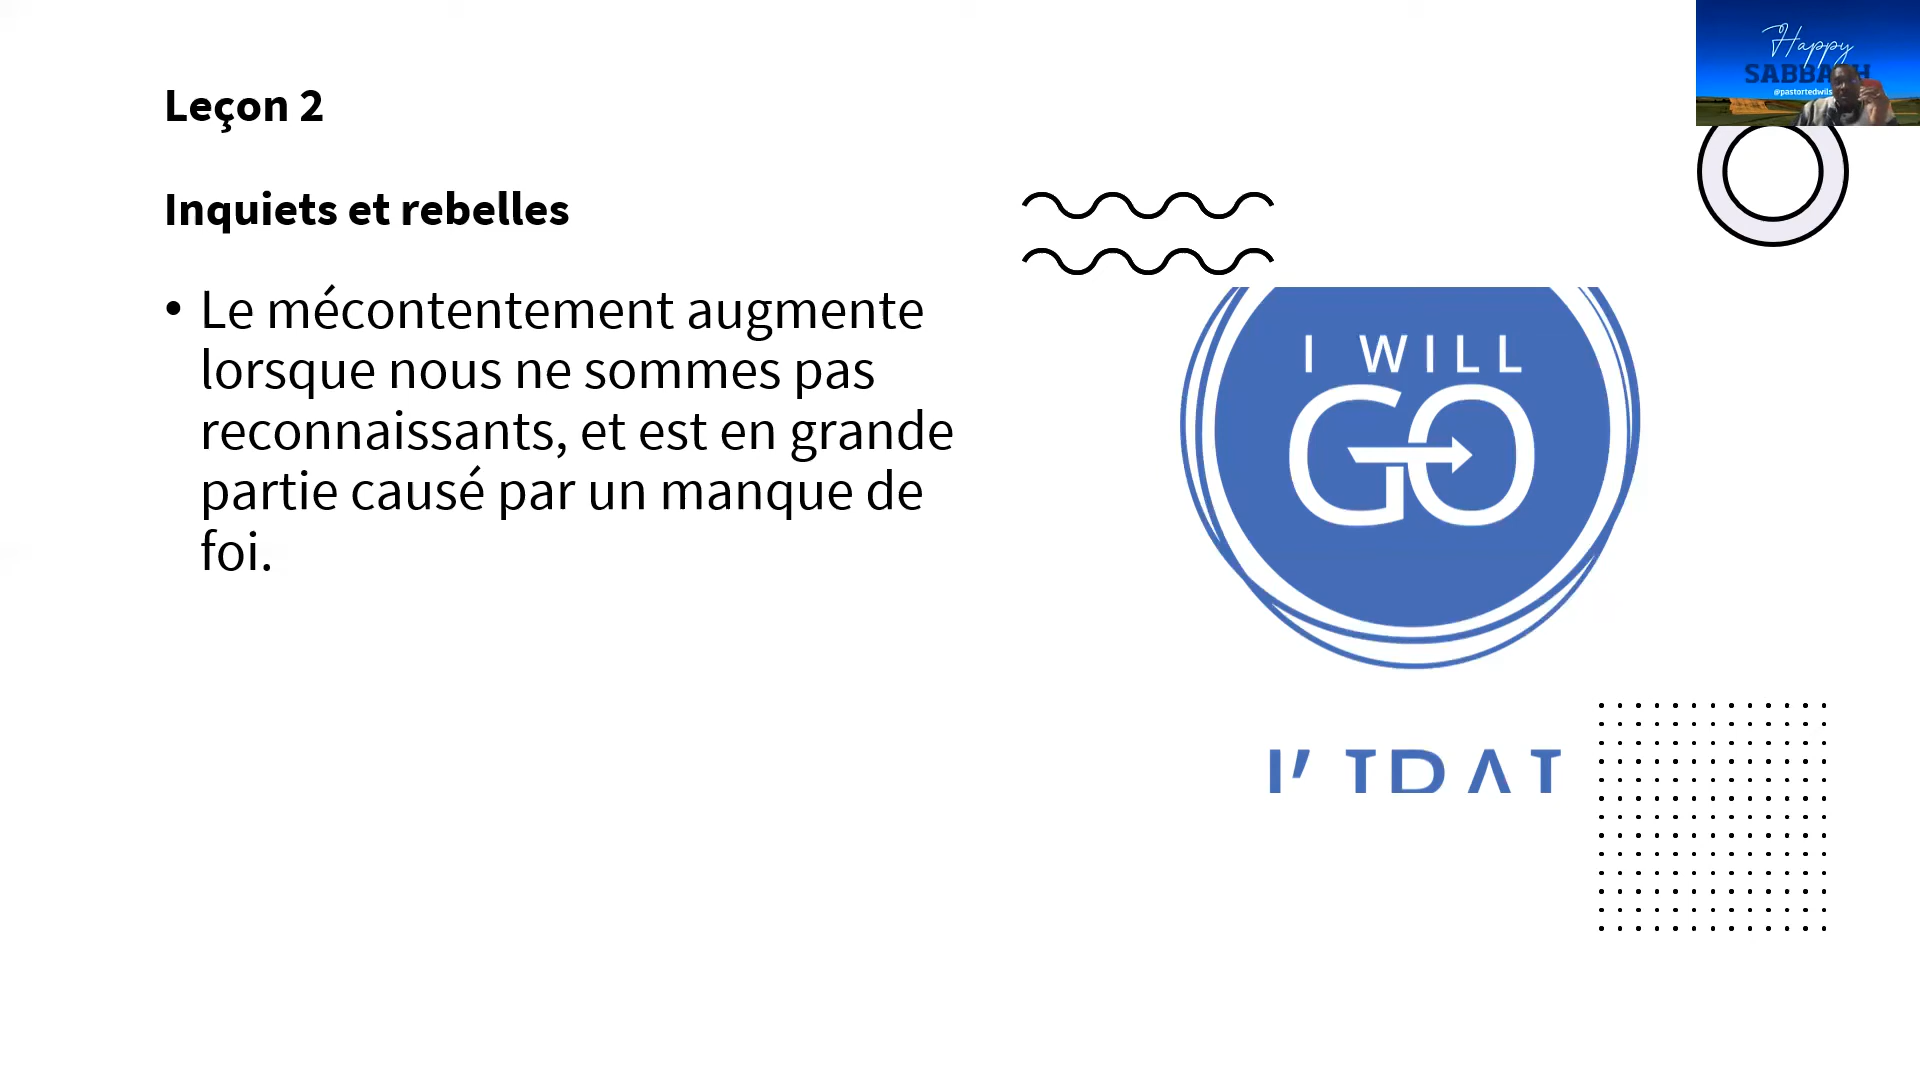 Happy
@pastortedwils
Leçon 2
Inquiets et rebelles
• Le mécontentement augmente
lorsque nous ne sommes pas
reconnaissants, et est en grande
partie causé par un manque de
foi.
I WILL
GO